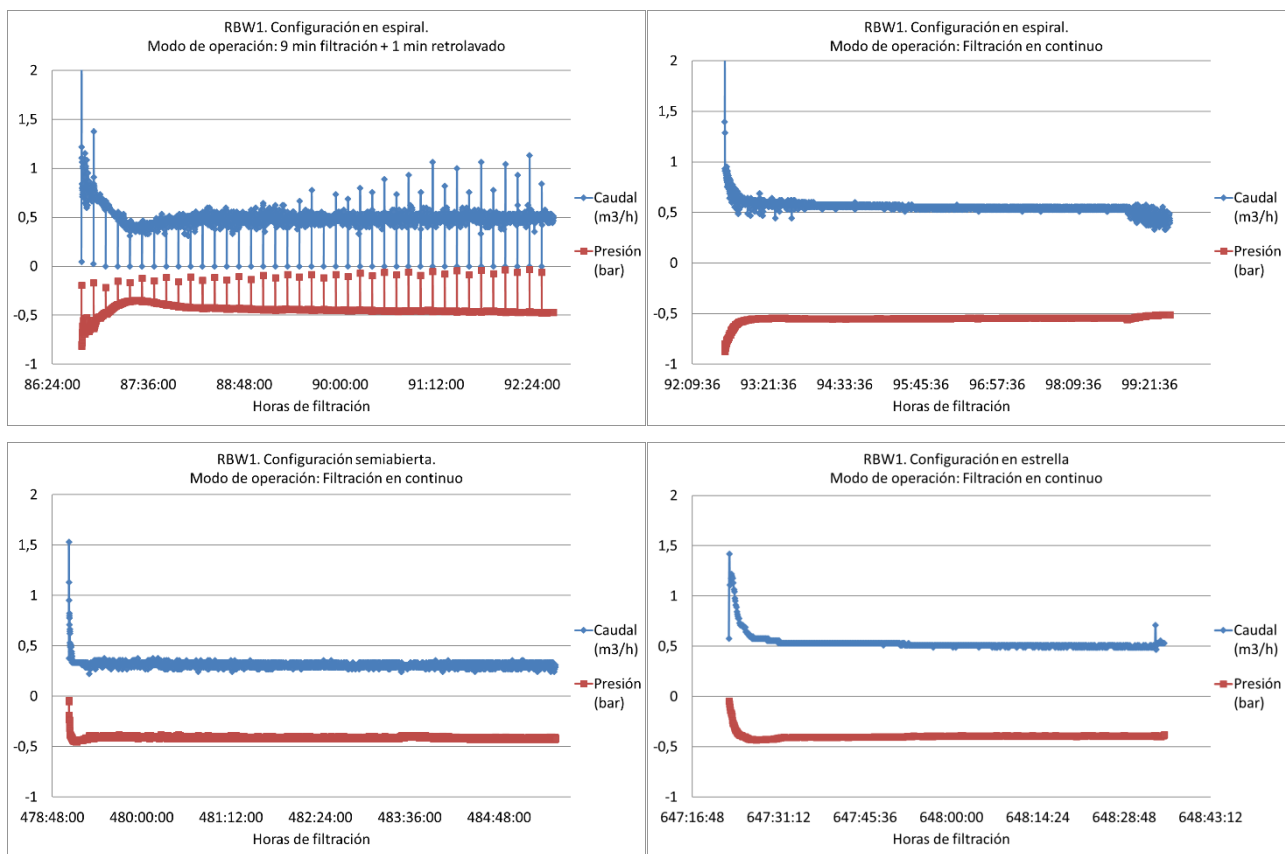 RBW1. Configuración en espiral.
Modo de operación: 9 min filtración + 1 min retrolavado
2
1,5
1
0,5
0
-0,5
-1
86:24:00 87:36:00 88:48:00 90:00:00 91:12:00 92:24:00
Horas de filtración
Caudal
(m3/h)
Presión
(bar)
RBW1. Configuración en espiral.
Modo de operación: Filtración en continuo
2
1,5
1
0,5
0
-0,5
-1
92:09:36 93:21:36 94:33:36 95:45:36 96:57:36 98:09:36 99:21:36
Horas de filtración
Caudal
(m3/h)
Presión
(bar)
RBW1. Configuración semiabierta.
Modo de operación: Filtración en continuo
2
1,5
1
0,5
0
-0,5
-1
478:48:00 480:00:00 481:12:00 482:24:00 483:36:00 484:48:00
Horas de filtración
Caudal
(m3/h)
Presión
(bar)
RBW1. Configuración en estrella
Modo de operación: Filtración en continuo
2
1,5
1
0,5
0
-0,5
-1
647:16:48 647:31:12 647:45:36 648:00:00 648:14:24 648:28:48 648:43:12
Horas de filtración
Caudal
(m3/h)
Presión
(bar)